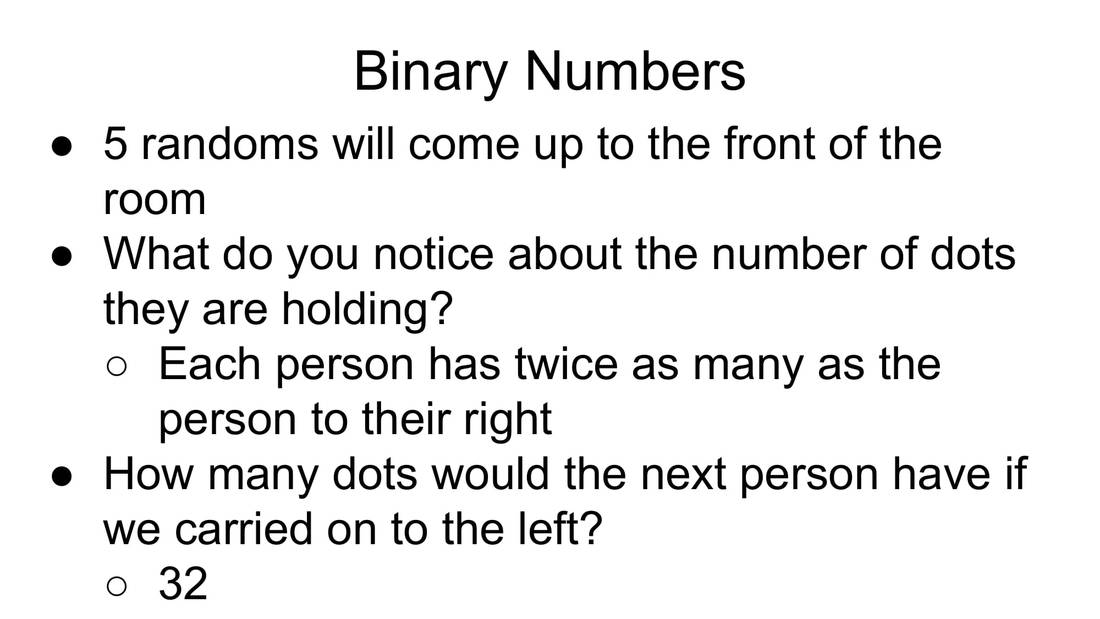 Binary Numbers
● 5 randoms will come up to the front of the
room
● What do you notice about the number of dots
they are holding?
○ Each person has twice as many as the
person to their right
● How many dots would the next person have if
we carried on to the left?
○ 32